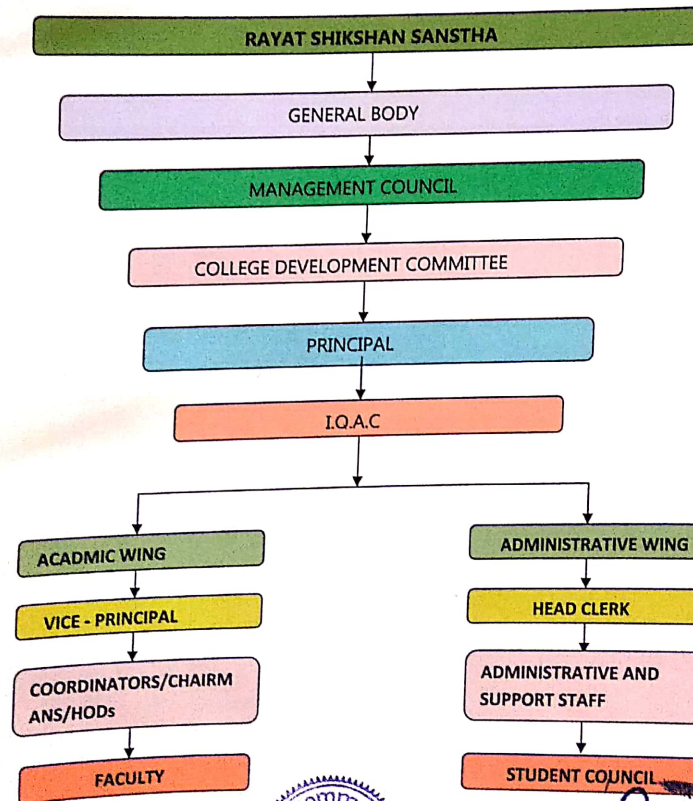 RAYAT SHIKSHAN SANSTHA
GENERAL BODY
MANAGEMENT COUNCIL
COLLEGE DEVELOPMENT COMMITTEE
PRINCIPAL
I.Q.A.C
ACADMIC WING
VICE - PRINCIPAL
COORDINATORS/CHAIRM
ANS/HODs
FACULTY
ADMINISTRATIVE WING
HEAD CLERK
ADMINISTRATIVE AND
SUPPORT STAFF
STUDENT COUNCIL